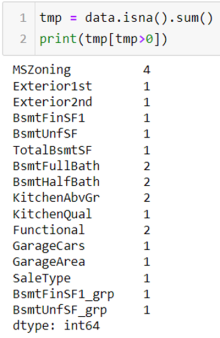 1 tmp = data.isna().sum()
2 print(tmp[tmp>0])
MSZoning 4
Exterior1st 1
Exterior2nd 1
BsmtFinSF1 1
BsmtUnfSF 1
TotalBsmtSF 1
BsmtFullBath 2
BsmtHalfBath 2
KitchenAbvGr 2
KitchenQual 1
Functional 2
GarageCars 1
GarageArea 1
SaleType 1
BsmtFinSF1_grp 1
BsmtUnfSF_grp 1
dtype: int64